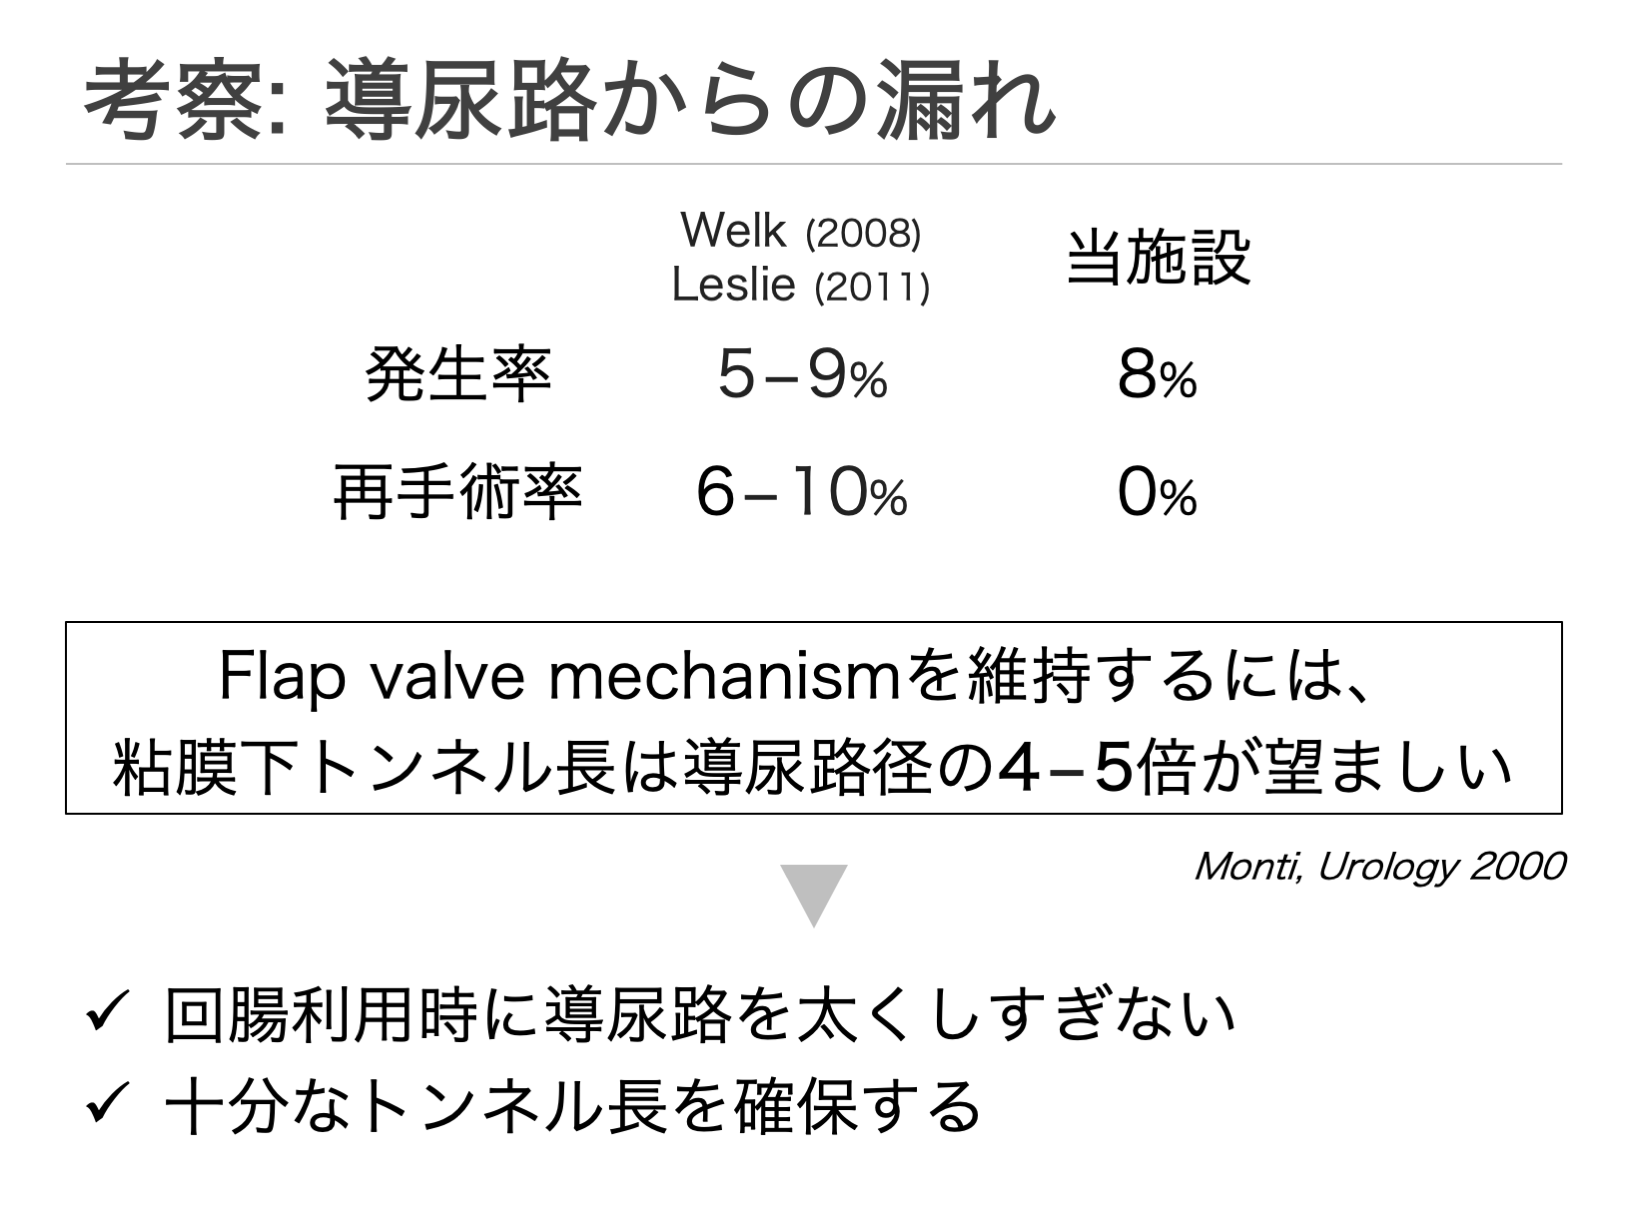 考察: 導尿路からの漏れ
Welk (2008)
Leslie (2011)
当施設
発生率 5–9% 8%
再手術率 6–10% 0%
Flap valve mechanismを維持するには、
粘膜下トンネル長は導尿路径の4–5倍が望ましい
Monti, Urology 2000
✓ 回腸利用時に導尿路を太くしすぎない
✓ 十分なトンネル長を確保する